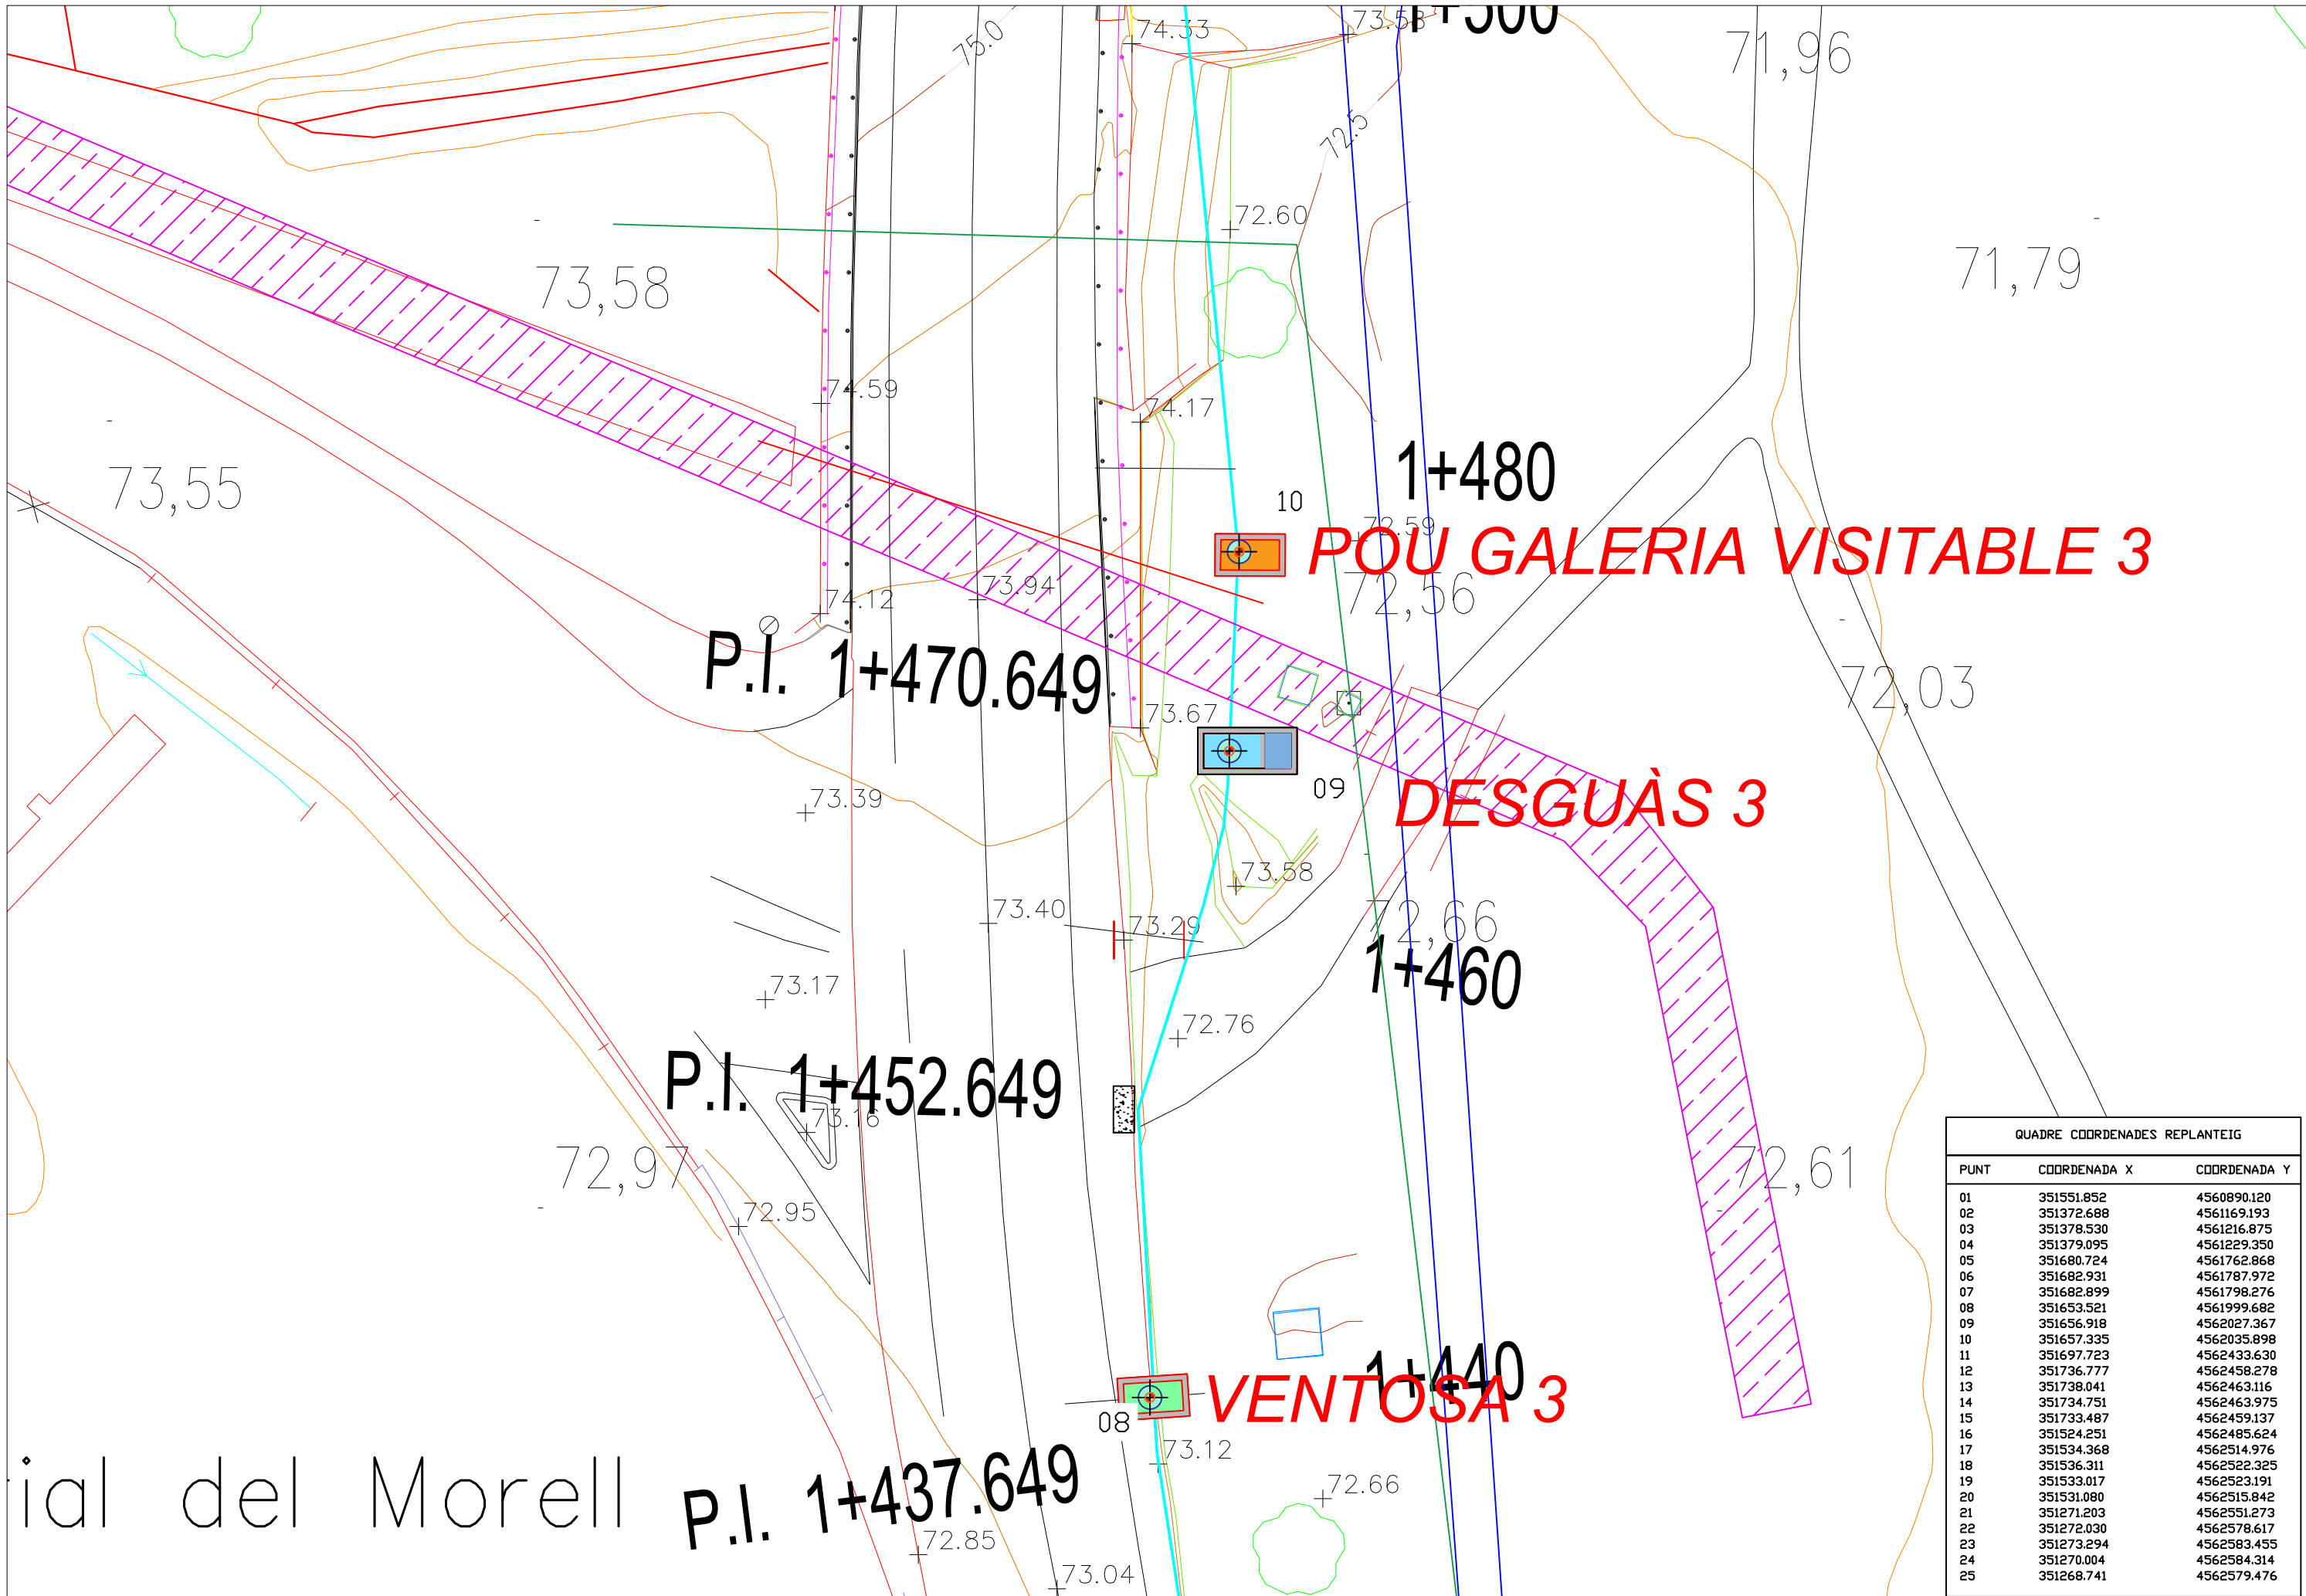 1+500
74.33
73.53
75.0
71,96
72.5
72.60
73,58
71,79
74.59
74.17
73,55
1+480
10
72.59
POU GALERIA VISITABLE 3
72,56
74.12
73.94
P.I. 1+470.649
72,03
73.67
09
73.39
DESGUÀS 3
73.58
73.40
73.29
72,66
1+460
73.17
72.76
P.I. 1+452.649
73.16
72,97
72,61
72.95
1+440
VENTOSA 3
08
73.12
ial del Morell
P.I. 1+437.649
72.66
72.85
73.04
QUADRE COORDENADES REPLANTEIG
PUNT COORDENADA X COORDENADA Y
01 351551.852 4560890.120
02 351372.688 4561169.193
03 351378.530 4561216.875
04 351379.095 4561229.350
05 351680.724 4561762.868
06 351682.931 4561787.972
07 351682.899 4561798.276
08 351653.521 4561999.682
09 351656.918 4562027.367
10 351657.335 4562035.898
11 351697.723 4562433.630
12 351736.777 4562458.278
13 351738.041 4562463.116
14 351734.751 4562463.975
15 351733.487 4562459.137
16 351524.251 4562485.624
17 351534.368 4562514.976
18 351536.311 4562522.325
19 351533.017 4562523.191
20 351531.080 4562515.842
21 351271.203 4562551.273
22 351272.030 4562578.617
23 351273.294 4562583.455
24 351270.004 4562584.314
25 351268.741 4562579.476